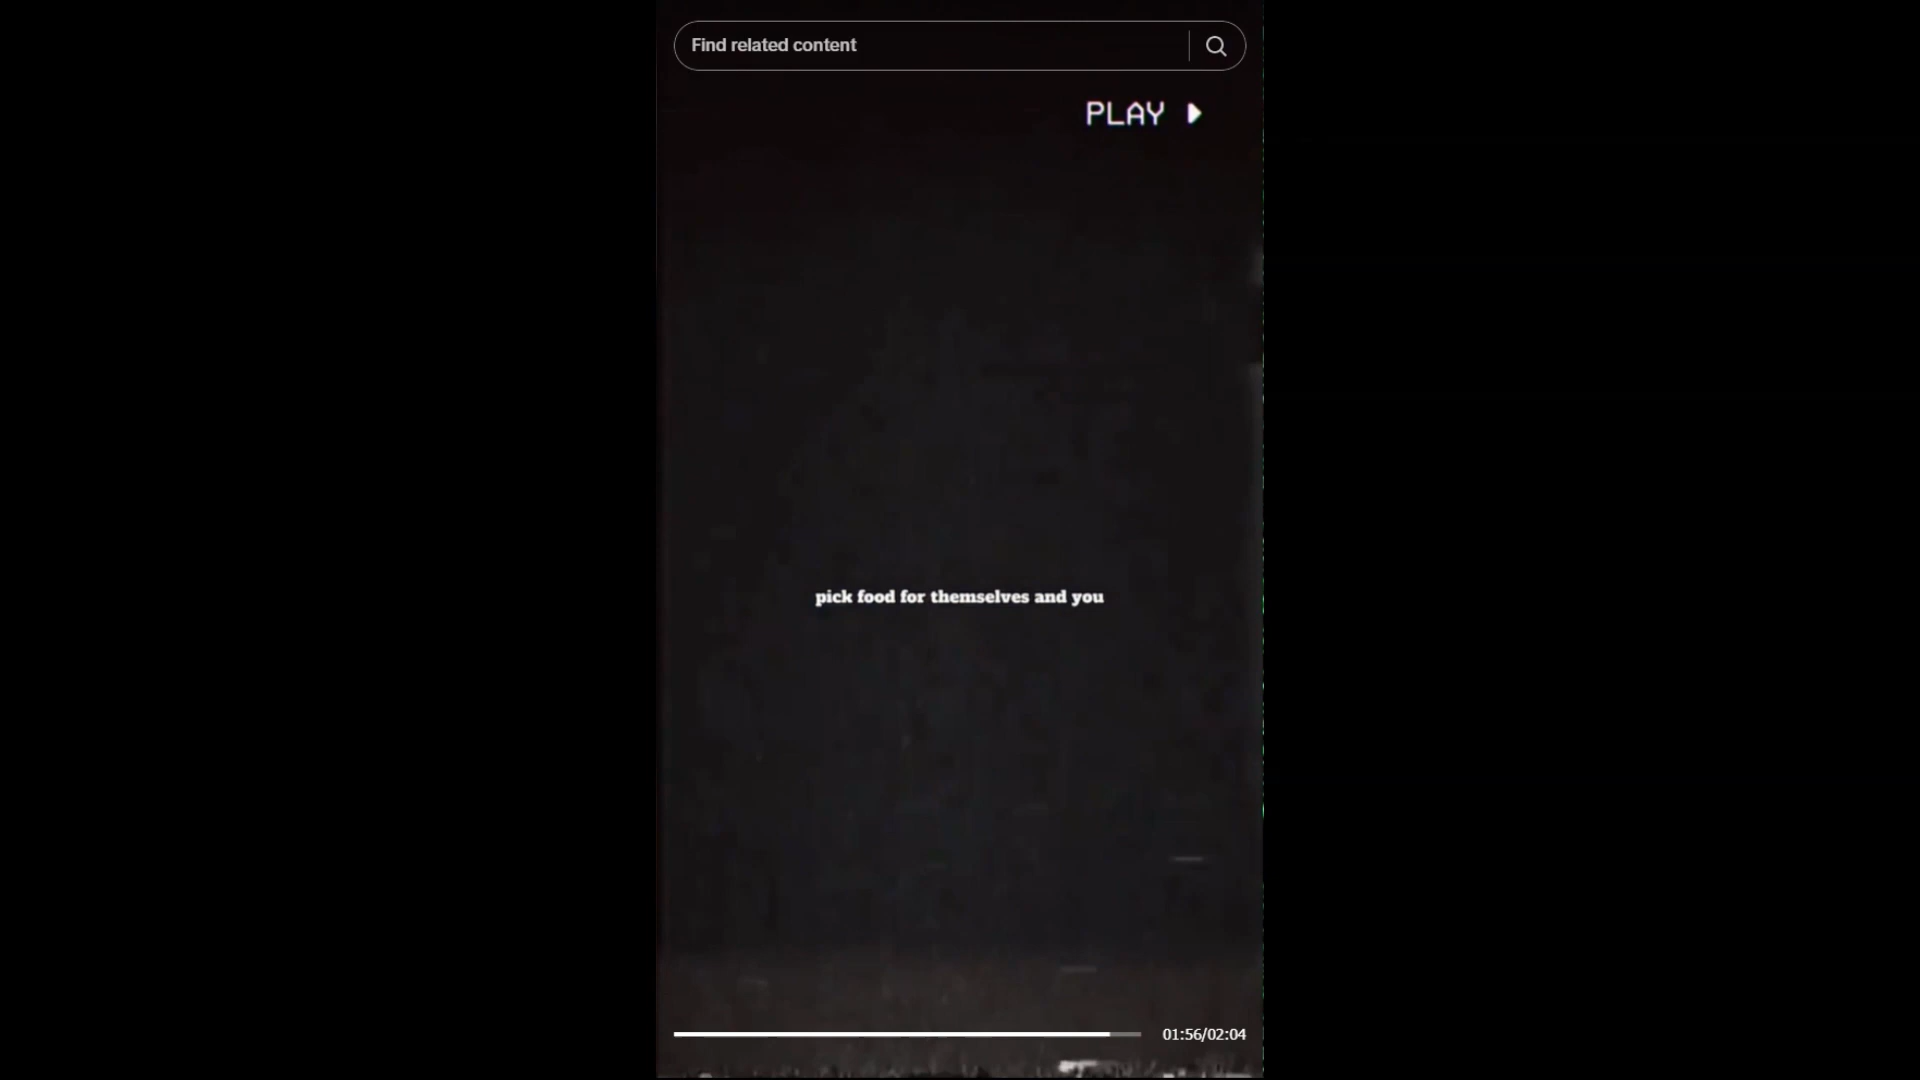 Find related content
PLAY
pick food for themselves and you
01:56/02:04